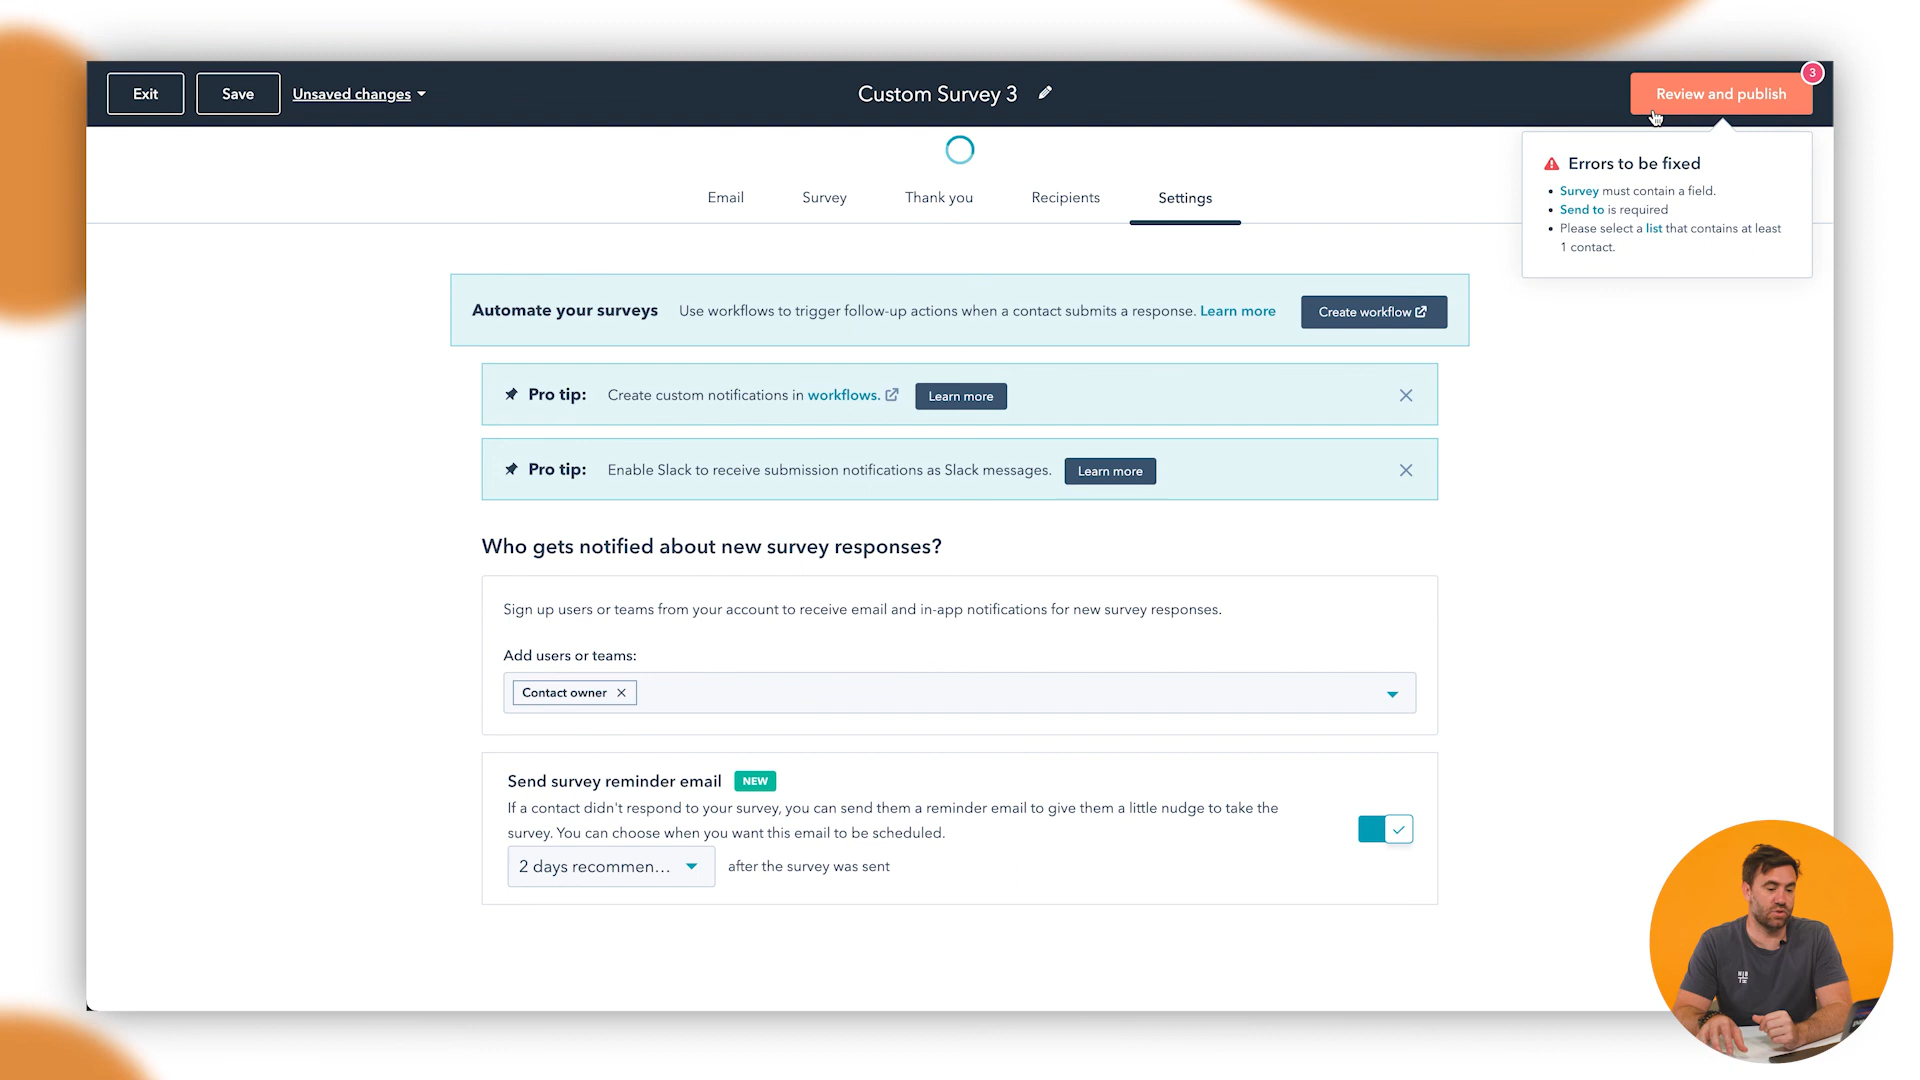 Exit
Save
Unsaved changes
Custom Survey 3
Review and publish
3
Email
Survey
Thank you
Recipients
Settings
Errors to be fixed
Survey must contain a field.
Send to is required
Please select a list that contains at least
1 contact.
Automate your surveys
Use workflows to trigger follow-up actions when a contact submits a response. Learn more
Create workflow
Pro tip:
Create custom notifications in workflows.
Learn more
Pro tip:
Enable Slack to receive submission notifications as Slack messages.
Learn more
Who gets notified about new survey responses?
Sign up users or teams from your account to receive email and in-app notifications for new survey responses.
Add users or teams:
Contact owner
Send survey reminder email
NEW
If a contact didn't respond to your survey, you can send them a reminder email to give them a little nudge to take the
survey. You can choose when you want this email to be scheduled.
2 days recommen...
after the survey was sent